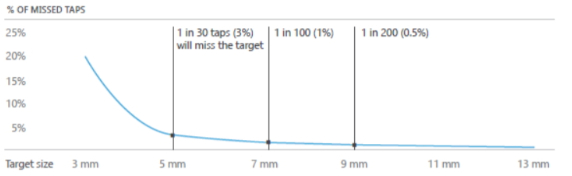 % OF MISSED TAPS
25%
1 in 30 taps (3%)
will miss the target
1 in 100 (1%)
1 in 200 (0.5%)
20%
15%
10%
5%
Target size 3 mm 5 mm 7 mm 9 mm 11 mm 13 mm